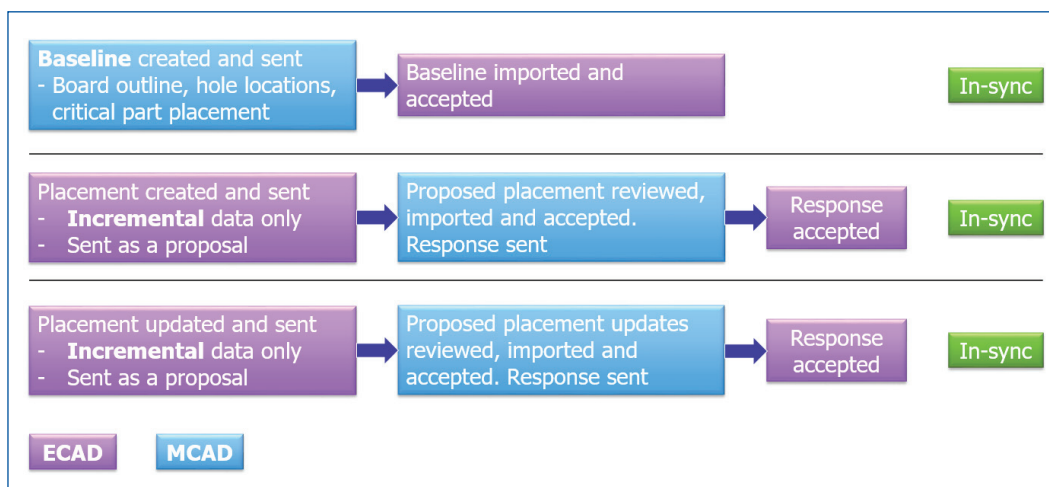 Baseline created and sent
- Board outline, hole locations,
critical part placement
Baseline imported and
accepted
In-sync
Placement created and sent
- Incremental data only
- Sent as a proposal
Proposed placement reviewed,
imported and accepted.
Response sent
Response
accepted
In-sync
Placement updated and sent
- Incremental data only
- Sent as a proposal
Proposed placement updates
reviewed, imported and
accepted. Response sent
Response
accepted
In-sync
ECAD
MCAD